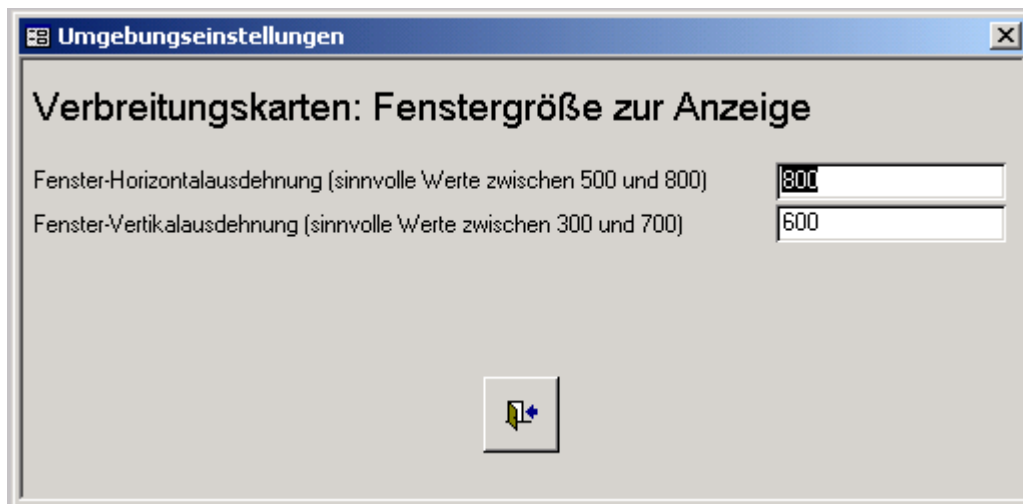 Umgebungseinstellungen
Verbreitungskarten: Fenstergröße zur Anzeige
Fenster-Horizontalausdehnung (sinnvolle Werte zwischen 500 und 800) 800
Fenster-Vertikalausdehnung (sinnvolle Werte zwischen 300 und 700) 600